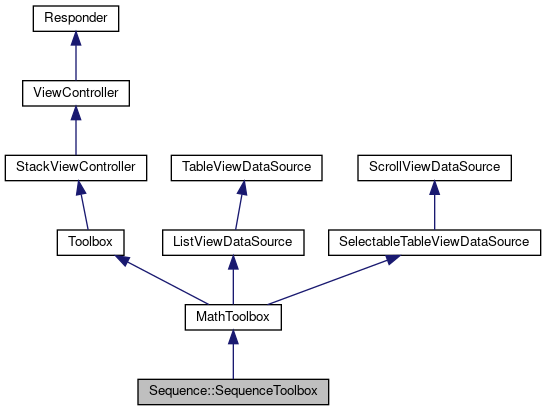 Responder
ViewController
StackViewController
TableViewDataSource
ScrollViewDataSource
Toolbox
ListViewDataSource
SelectableTableViewDataSource
MathToolbox
Sequence::SequenceToolbox